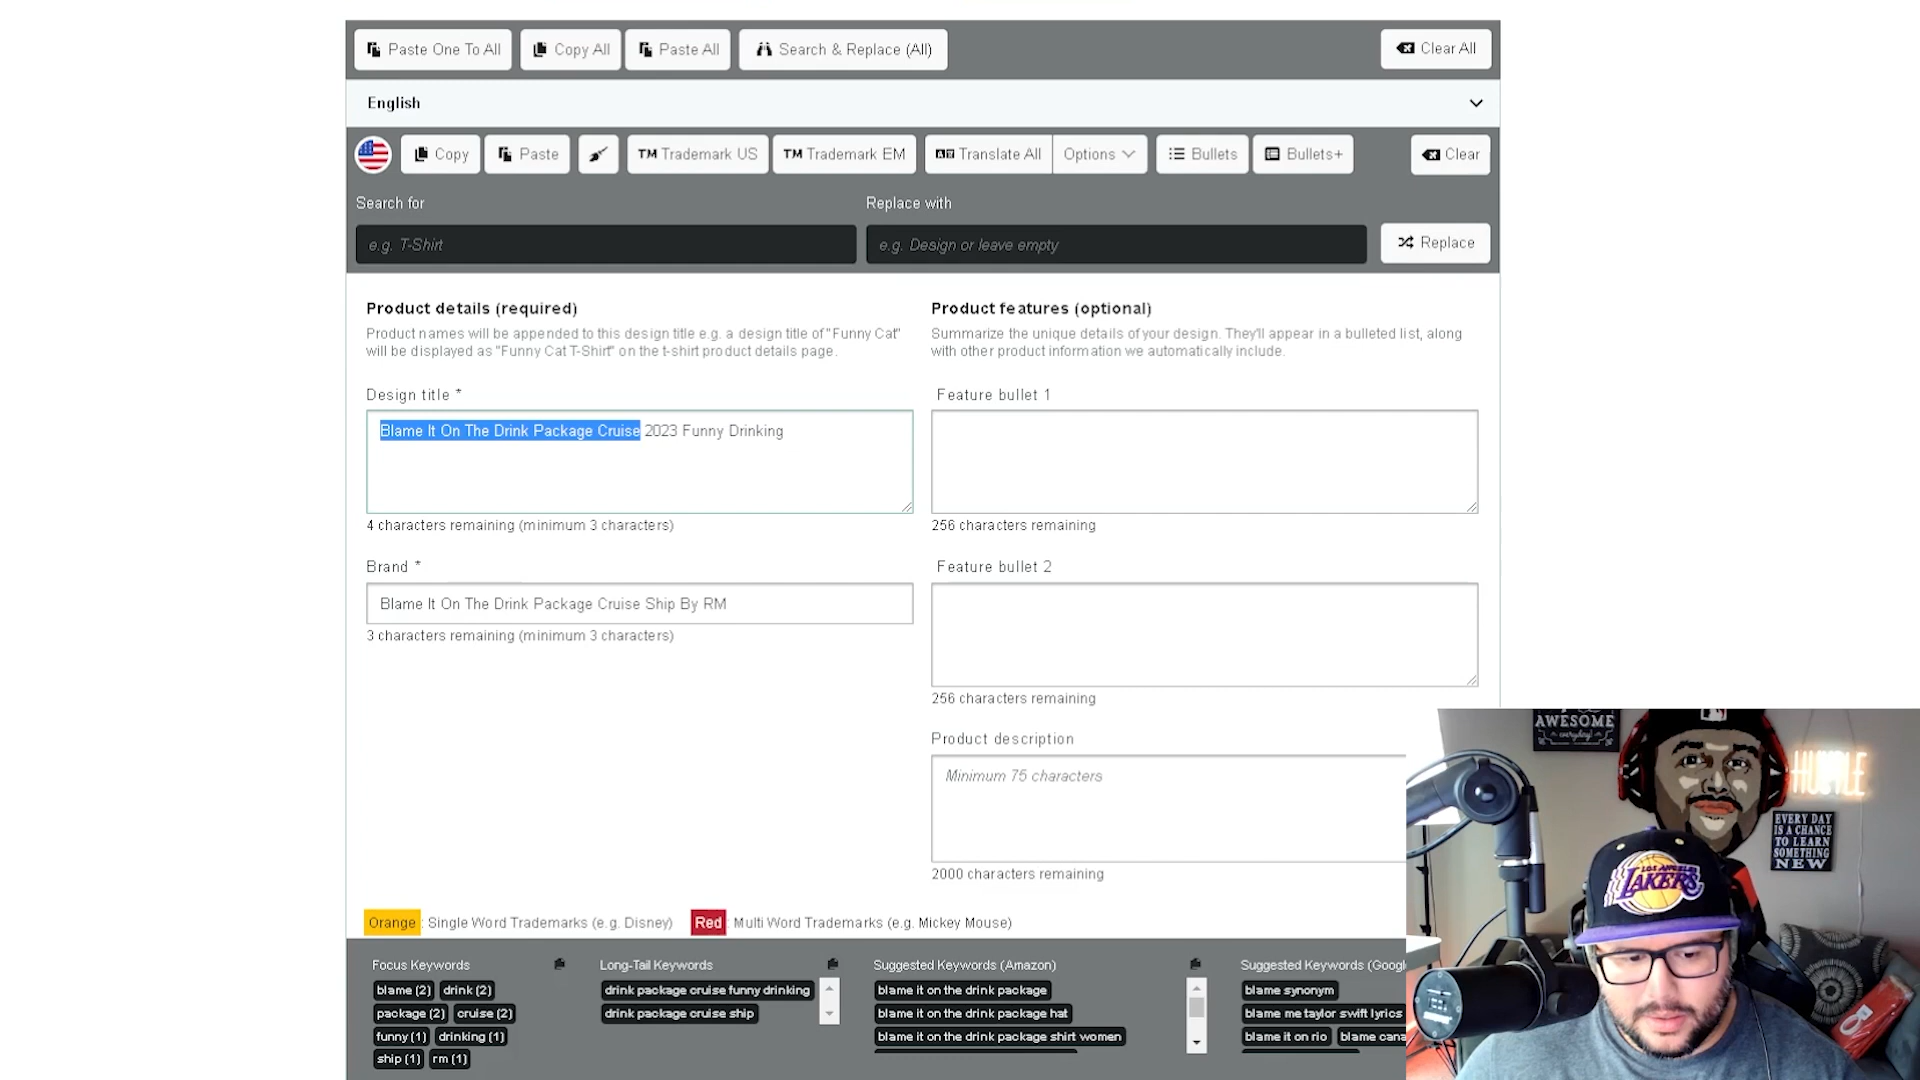 Paste One To All
Copy All
Paste All
Search & Replace (All)
Clear All
English
Copy
Paste
TM Trademark US
TM Trademark EM
Translate All
Options
Bullets
Bullets+
Clear
Search for
Replace with
e.g. T-Shirt
e.g. Design or leave empty
Replace
Product details (required)
Product names will be appended to this design title e.g. a design title of "Funny Cat"
will be displayed as "Funny Cat T-Shirt" on the t-shirt product details page.
Product features (optional)
Summarize the unique details of your design. They'll appear in a bulleted list, along
with other product information we automatically include.
Design title *
Blame It On The Drink Package Cruise 2023 Funny Drinking
4 characters remaining (minimum 3 characters)
Feature bullet 1
256 characters remaining
Brand *
Blame It On The Drink Package Cruise Ship By RM
3 characters remaining (minimum 3 characters)
Feature bullet 2
256 characters remaining
Product description
Minimum 75 characters
2000 characters remaining
Orange : Single Word Trademarks (e.g. Disney)
Red : Multi Word Trademarks (e.g. Mickey Mouse)
Focus Keywords
blame (2) drink (2)
package (2) cruise (2)
funny (1) drinking (1)
ship (1) rm (1)
Long-Tail Keywords
drink package cruise funny drinking
drink package cruise ship
Suggested Keywords (Amazon)
blame it on the drink package
blame it on the drink package hat
blame it on the drink package shirt women
Suggested Keywords (Googl
blame synonym
blame me taylor swift lyrics
blame it on rio blame cana
AWESOME
everyday!
HUSTLE
EVERY DAY
IS A CHANCE
TO LEARN
SOMETHING
NEW
LOS ANGELES
LAKERS